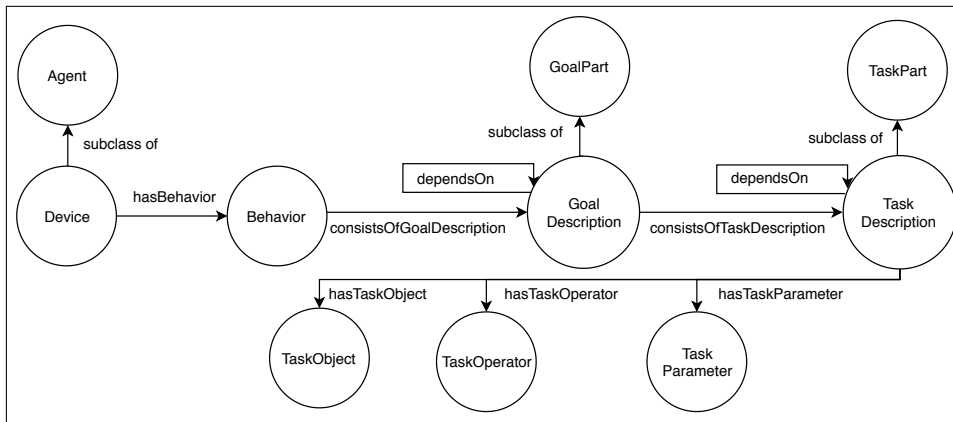 Agent
GoalPart
TaskPart
subclass of
subclass of
subclass of
dependsOn
dependsOn
Device
hasBehavior
Behavior
consistsOfGoalDescription
Goal
Description
consistsOfTaskDescription
Task
Description
hasTaskObject
hasTaskOperator
hasTaskParameter
TaskObject
TaskOperator
Task
Parameter